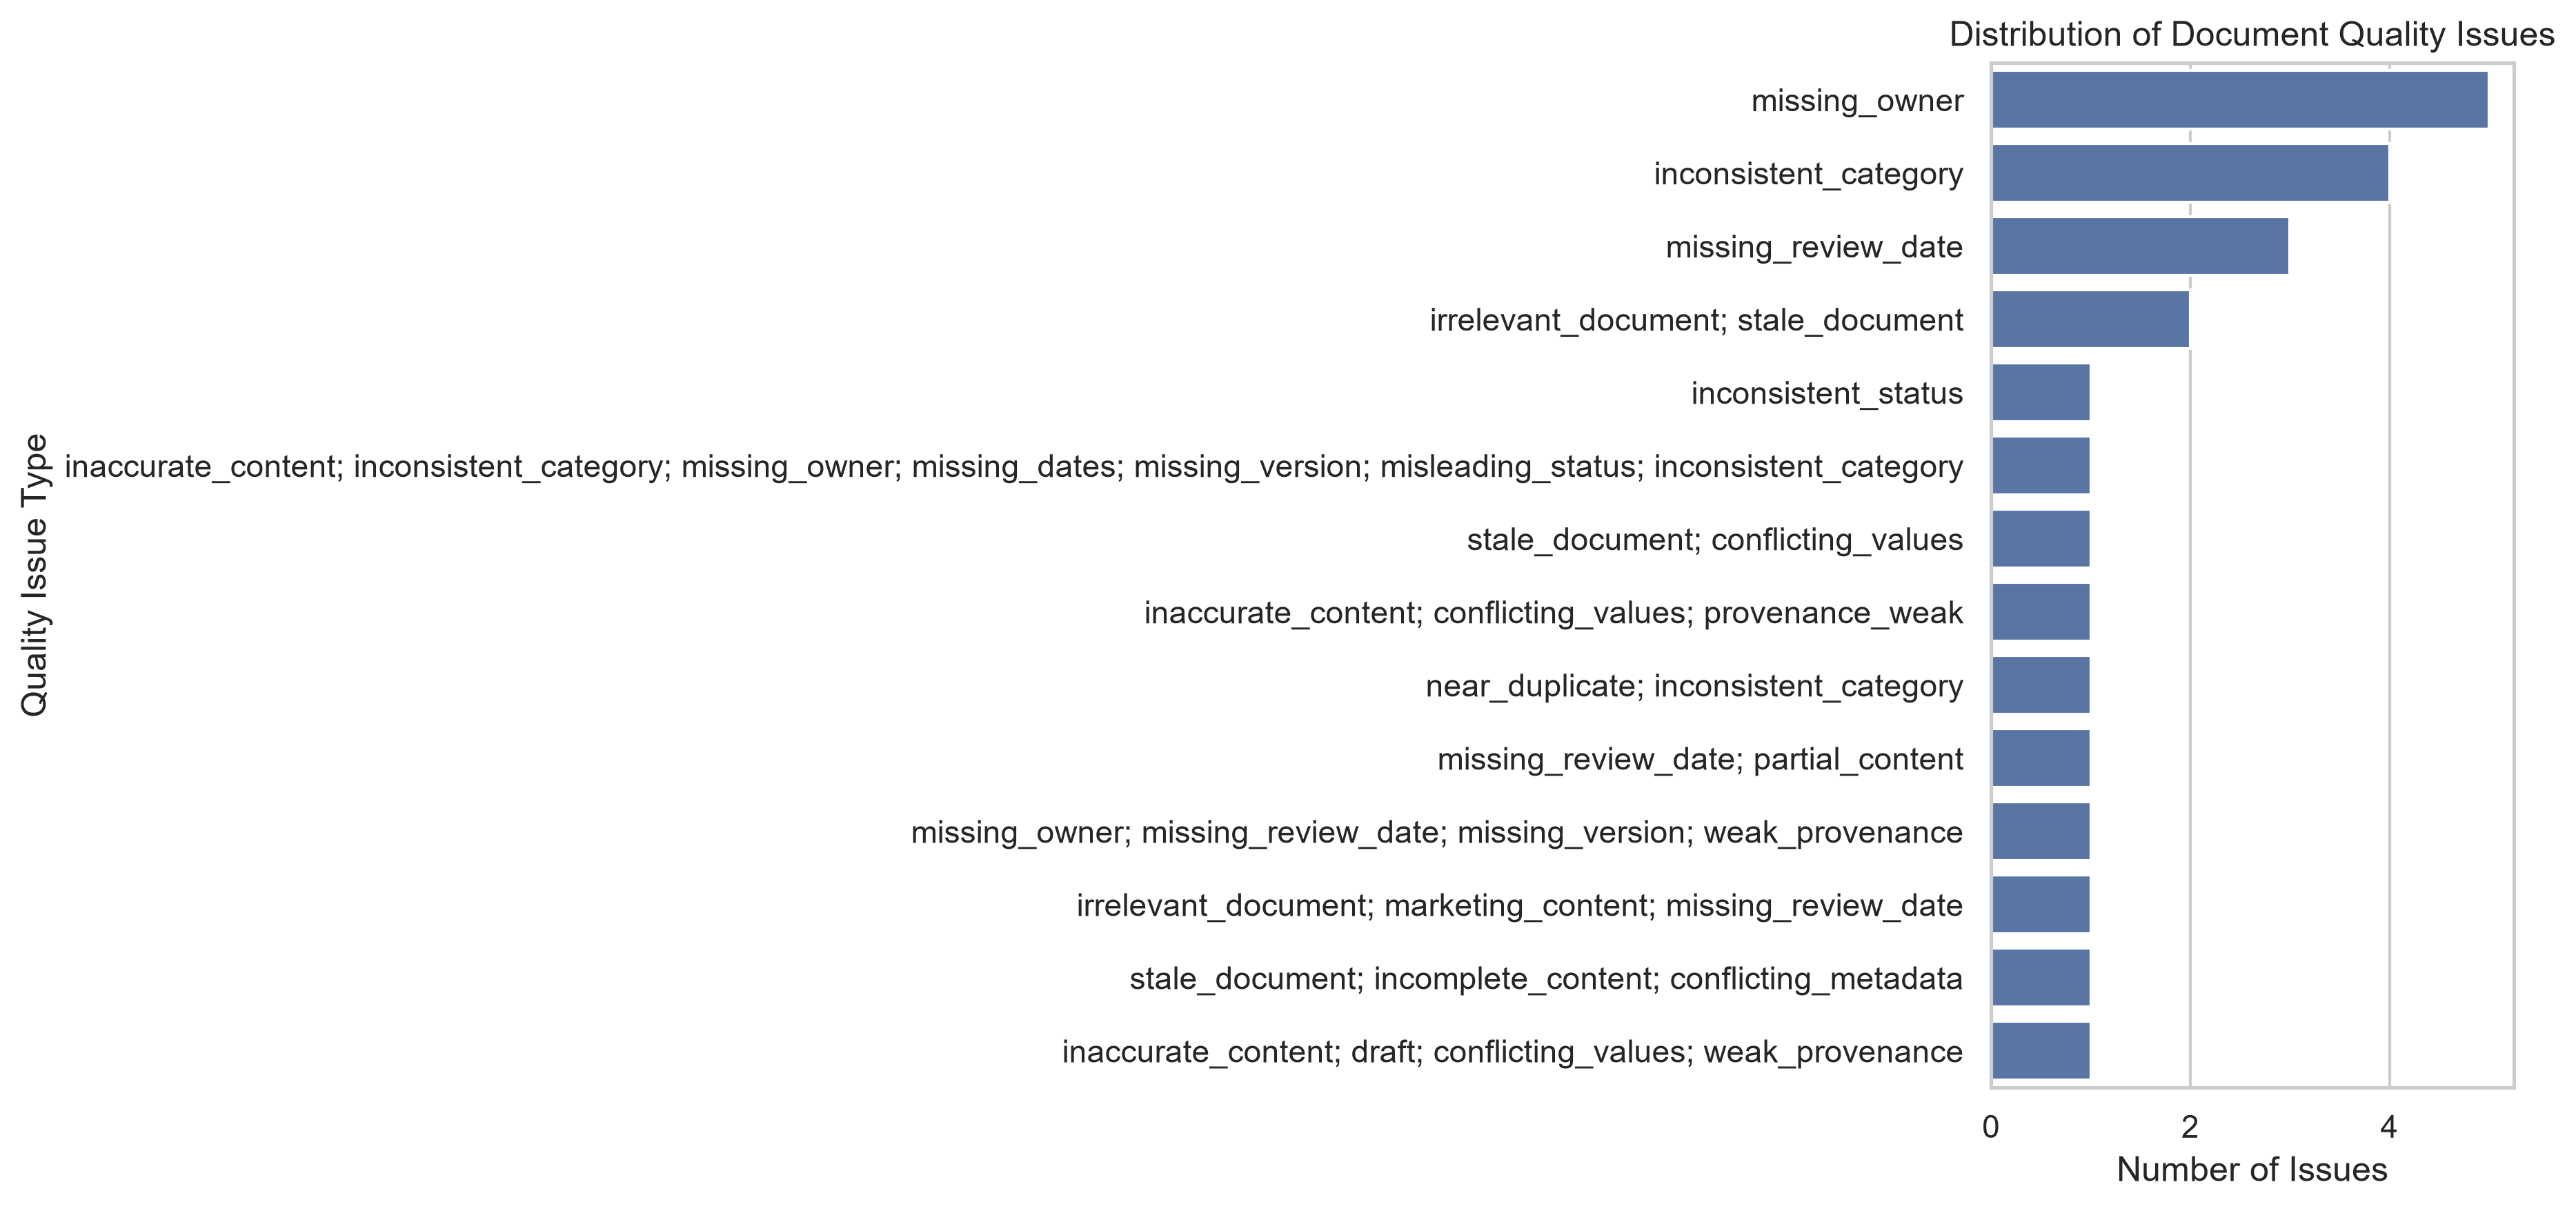 Distribution of Document Quality Issues
missing_owner
inconsistent_category
missing_review_date
irrelevant_document; stale_document
inconsistent_status
inaccurate_content; inconsistent_category; missing_owner; missing_dates; missing_version; misleading_status; inconsistent_category
stale_document; conflicting_values
inaccurate_content; conflicting_values; provenance_weak
near_duplicate; inconsistent_category
missing_review_date; partial_content
missing_owner; missing_review_date; missing_version; weak_provenance
irrelevant_document; marketing_content; missing_review_date
stale_document; incomplete_content; conflicting_metadata
inaccurate_content; draft; conflicting_values; weak_provenance
Quality Issue Type
0 2 4
Number of Issues